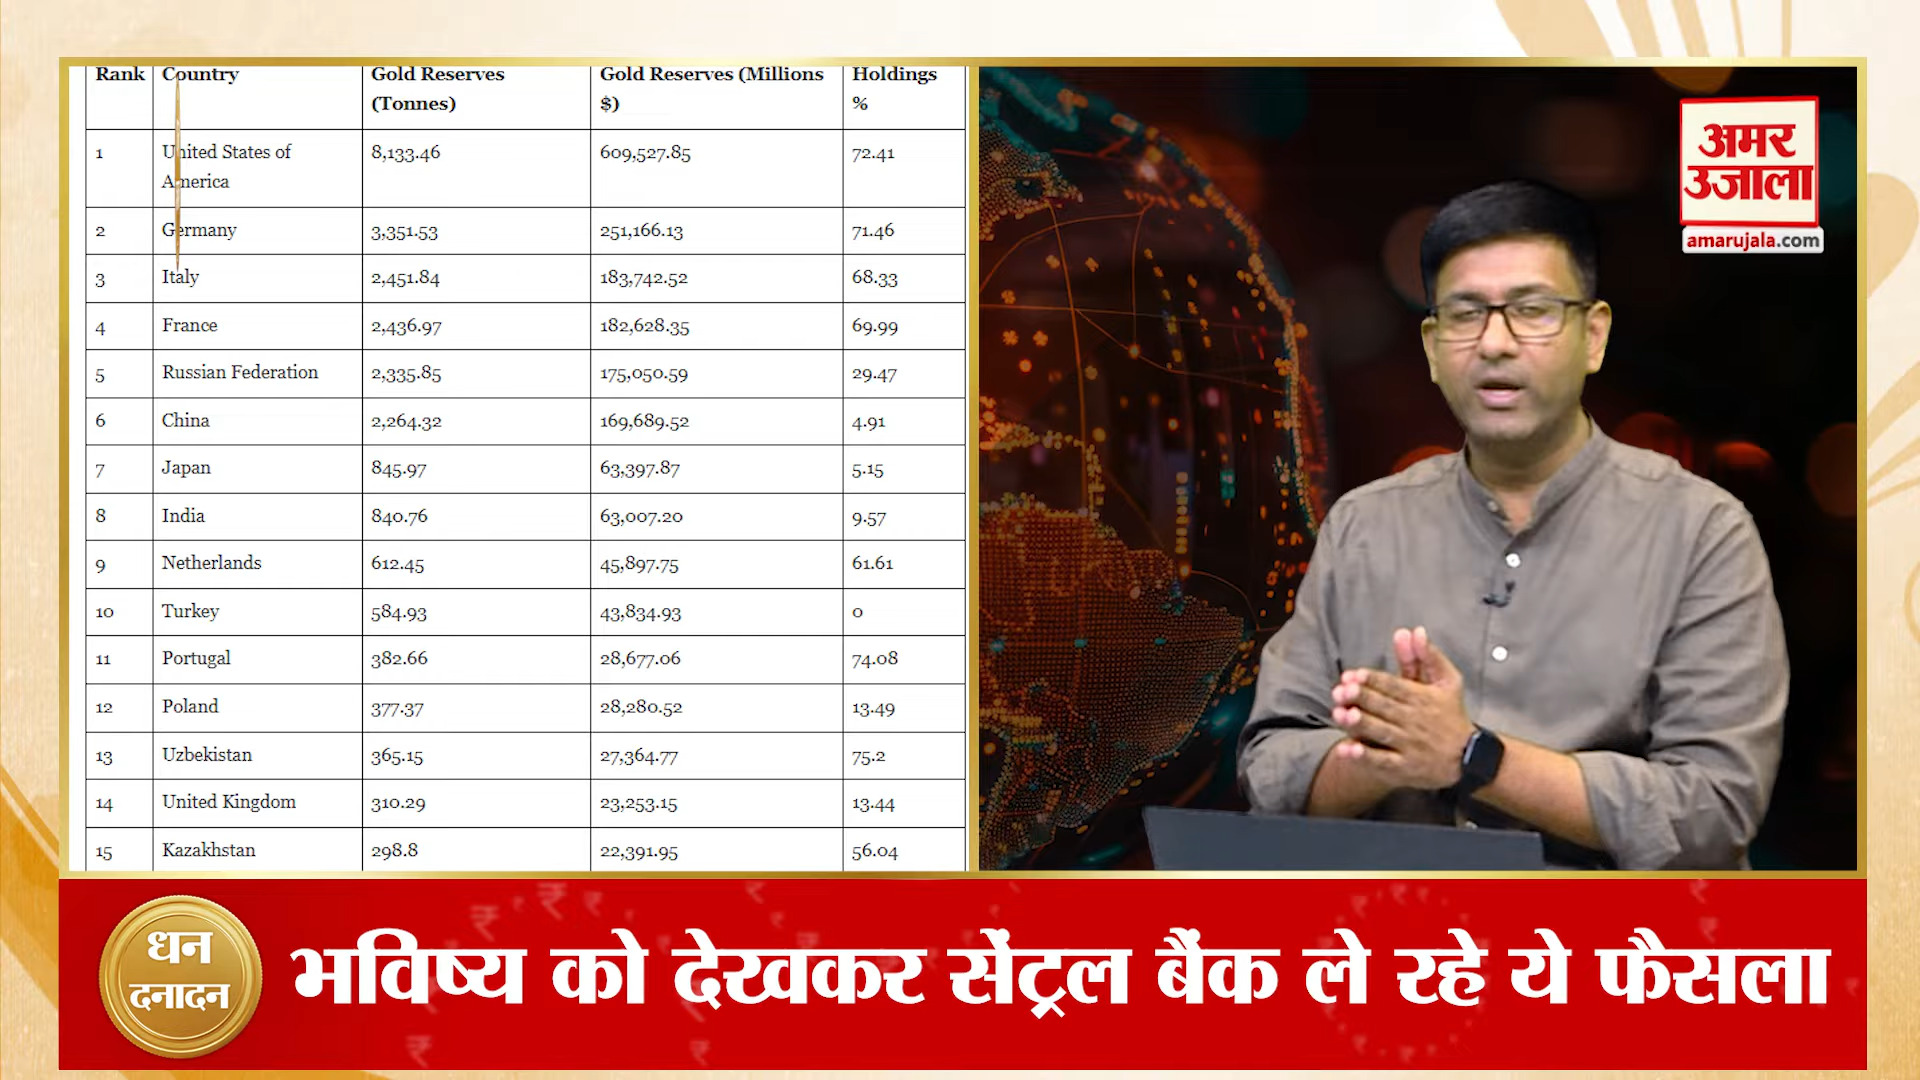 Rank Country Gold Reserves (Tonnes) Gold Reserves (Millions $) Holdings %
1 United States of America 8,133.46 609,527.85 72.41
2 Germany 3,351.53 251,166.13 71.46
3 Italy 2,451.84 183,742.52 68.33
4 France 2,436.97 182,628.35 69.99
5 Russian Federation 2,335.85 175,050.59 29.47
6 China 2,264.32 169,689.52 4.91
7 Japan 845.97 63,397.87 5.15
8 India 840.76 63,007.20 9.57
9 Netherlands 612.45 45,897.75 61.61
10 Turkey 584.93 43,834.93 0
11 Portugal 382.66 28,677.06 74.08
12 Poland 377.37 28,280.52 13.49
13 Uzbekistan 365.15 27,364.77 75.2
14 United Kingdom 310.29 23,253.15 13.44
15 Kazakhstan 298.8 22,391.95 56.04
अमर
उजाला
amarujala.com
धन
दनादन
भविष्य को देखकर सेंट्रल बैंक ले रहे ये फैसला